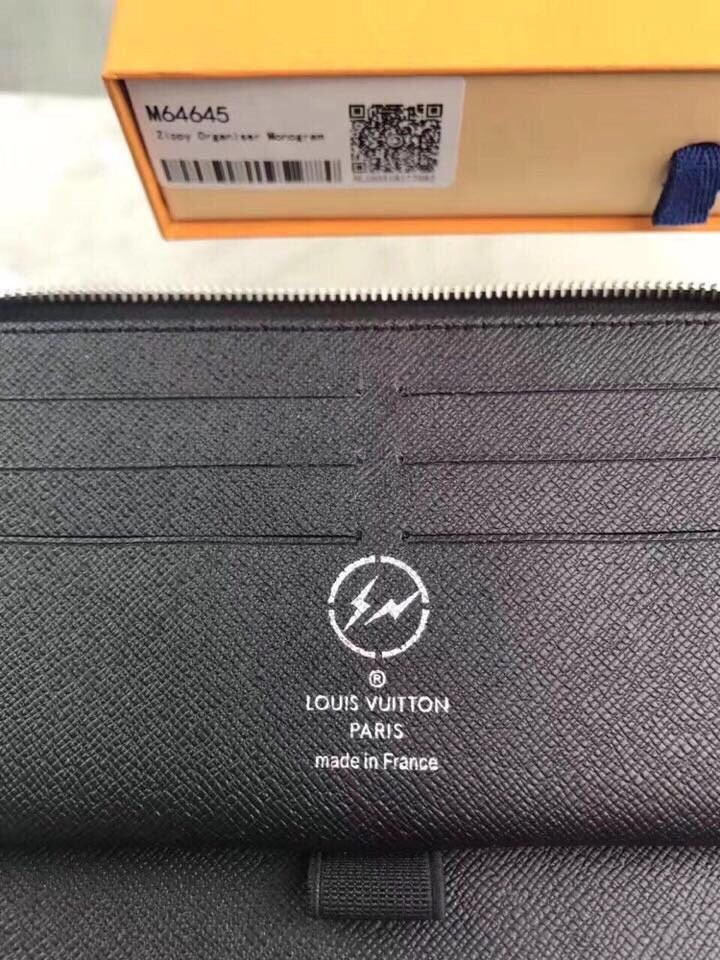 M64645
Zippy Organiser Monogram
®
LOUIS VUITTON
PARIS
made in France